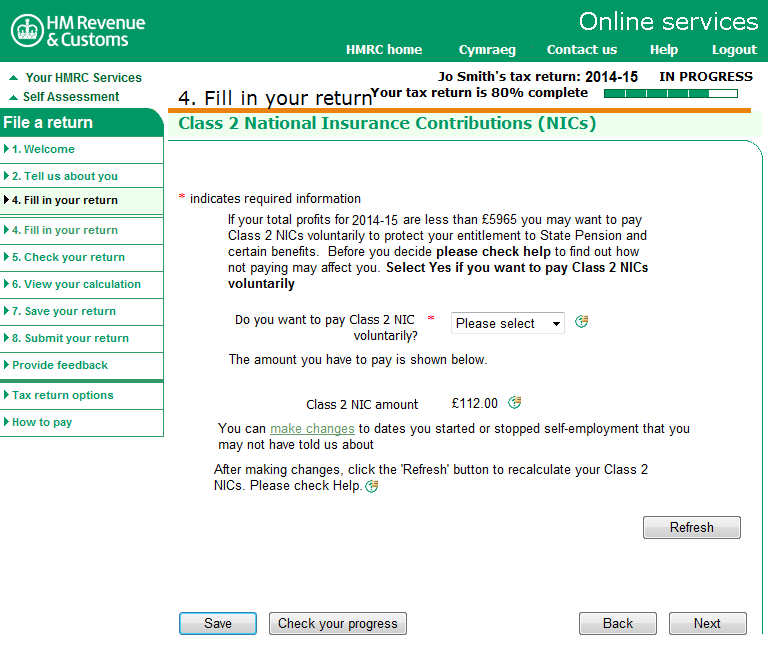 HM Revenue
& Customs
Online services
HMRC home Cymraeg Contact us Help Logout
Your HMRC Services
Self Assessment
File a return
1. Welcome
2. Tell us about you
4. Fill in your return
4. Fill in your return
5. Check your return
6. View your calculation
7. Save your return
8. Submit your return
Provide feedback
Tax return options
How to pay
Jo Smith's tax return: 2014-15 IN PROGRESS
4. Fill in your return
Your tax return is 80% complete
Class 2 National Insurance Contributions (NICs)
* indicates required information
If your total profits for 2014-15 are less than £5965 you may want to pay
Class 2 NICs voluntarily to protect your entitlement to State Pension and
certain benefits. Before you decide please check help to find out how
not paying may affect you. Select Yes if you want to pay Class 2 NICs
voluntarily
Do you want to pay Class 2 NIC * Please select
voluntarily?
The amount you have to pay is shown below.
Class 2 NIC amount £112.00
You can make changes to dates you started or stopped self-employment that you
may not have told us about
After making changes, click the 'Refresh' button to recalculate your Class 2
NICs. Please check Help.
Refresh
Save Check your progress Back Next